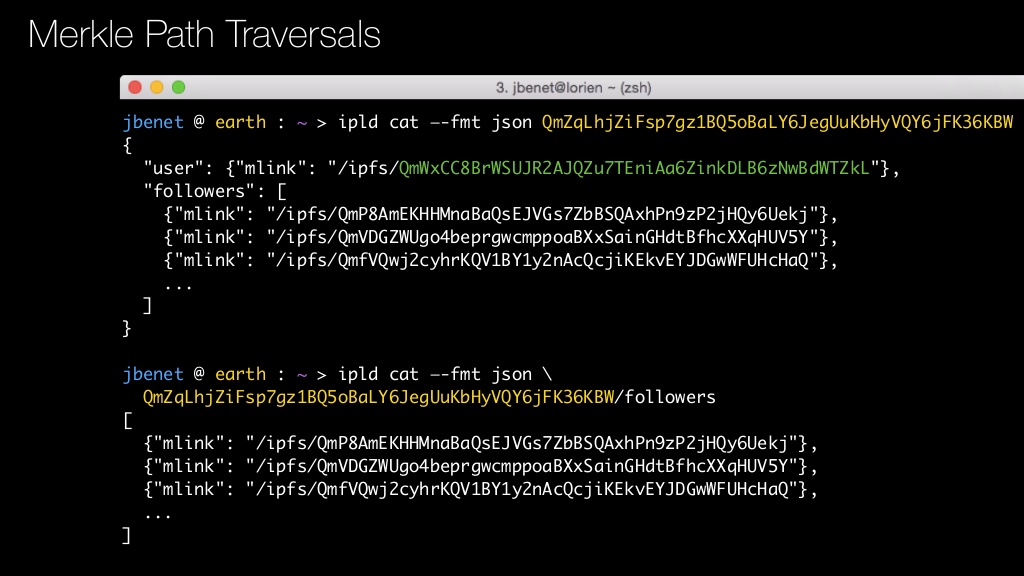 Merkle Path Traversals
3. jbenet@lorien ~ (zsh)
jbenet @ earth : ~ > ipld cat —-fmt json QmZqLhjZiFsp7gz1BQ5oBaLY6JegUuKbHyVQY6jFK36KBW
{
"user": {"mlink": "/ipfs/QmWxCC8BrWSUJR2AJQZu7TEniAa6ZinkDLB6zNwBdWTZkL"},
"followers": [
{"mlink": "/ipfs/QmP8AmEKHHMnaBaQsEJVGs7ZbBSQAxhPn9zP2jHQy6Uekj"},
{"mlink": "/ipfs/QmVDGZWUgo4beprgwcmppoaBXxSainGHdtBfhcXXqHUV5Y"},
{"mlink": "/ipfs/QmfVQwj2cyhrKQV1BY1y2nAcQcjiKEkvEYJDGwWFUHcHaQ"},
...
]
}
jbenet @ earth : ~ > ipld cat —-fmt json \
QmZqLhjZiFsp7gz1BQ5oBaLY6JegUuKbHyVQY6jFK36KBW/followers
[
{"mlink": "/ipfs/QmP8AmEKHHMnaBaQsEJVGs7ZbBSQAxhPn9zP2jHQy6Uekj"},
{"mlink": "/ipfs/QmVDGZWUgo4beprgwcmppoaBXxSainGHdtBfhcXXqHUV5Y"},
{"mlink": "/ipfs/QmfVQwj2cyhrKQV1BY1y2nAcQcjiKEkvEYJDGwWFUHcHaQ"},
...
]